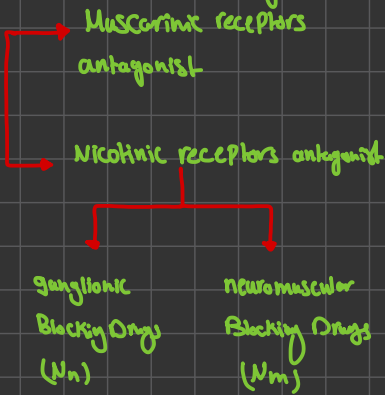 Muscarinic receptors
antagonist
Nicotinic receptors antagonist
ganglionic
Blocking Drugs
(Nn)
neuromuscular
Blocking Drugs
(Nm)